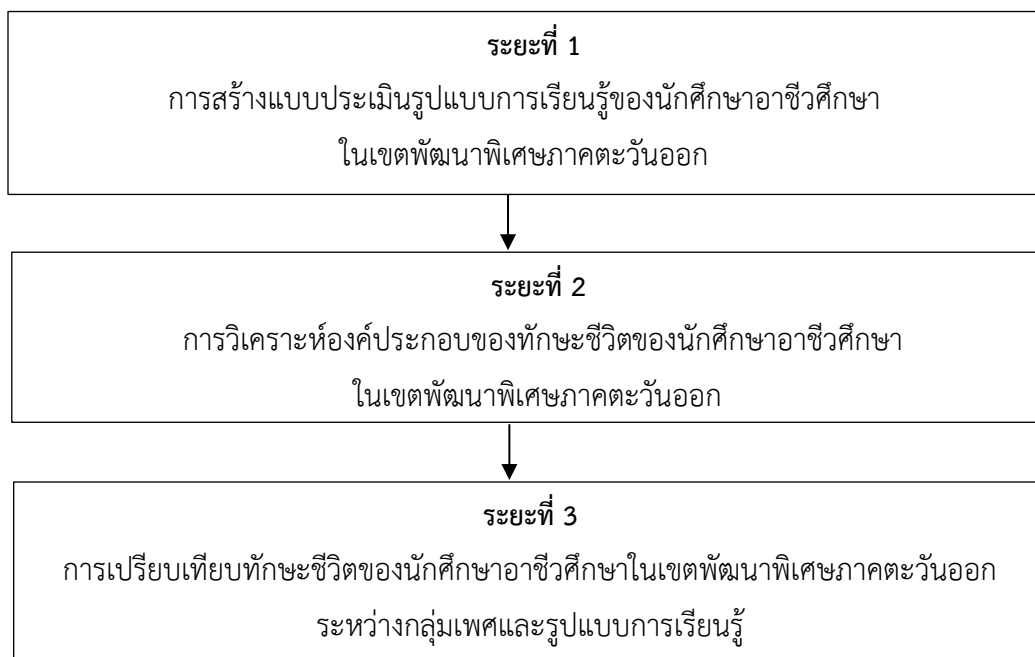 ระยะที่ 1
การสร้างแบบประเมินรูปแบบการเรียนรู้ของนักศึกษาอาชีวศึกษา
ในเขตพัฒนาพิเศษภาคตะวันออก
ระยะที่ 2
การวิเคราะห์องค์ประกอบของทักษะชีวิตของนักศึกษาอาชีวศึกษา
ในเขตพัฒนาพิเศษภาคตะวันออก
ระยะที่ 3
การเปรียบเทียบทักษะชีวิตของนักศึกษาอาชีวศึกษาในเขตพัฒนาพิเศษภาคตะวันออก
ระหว่างกลุ่มเพศและรูปแบบการเรียนรู้